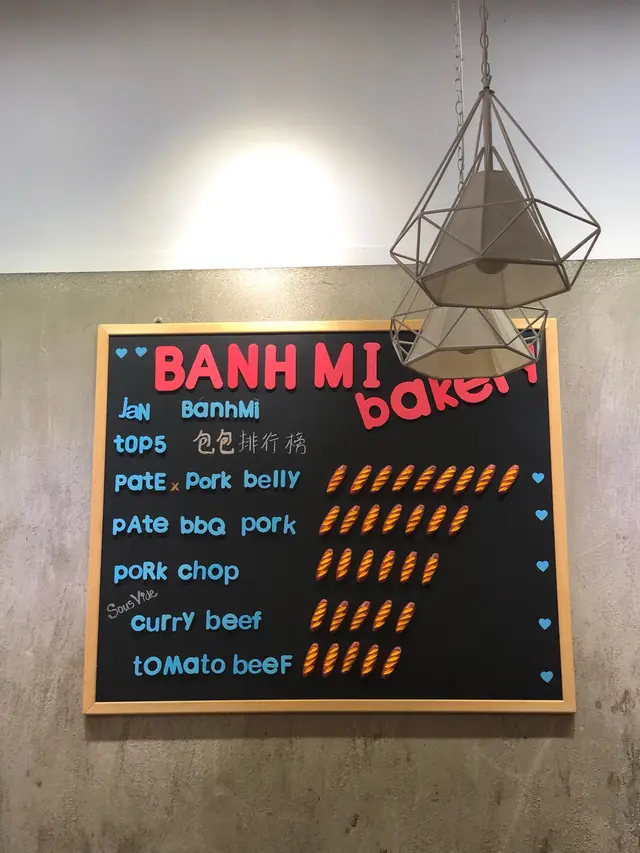 BANH MI
bakery
JaN BanhMi
top5 包包排行榜
patE x pork belly
pAte bbQ pork
poRk chop
Sous Vide
curry beef
tOMato beeF